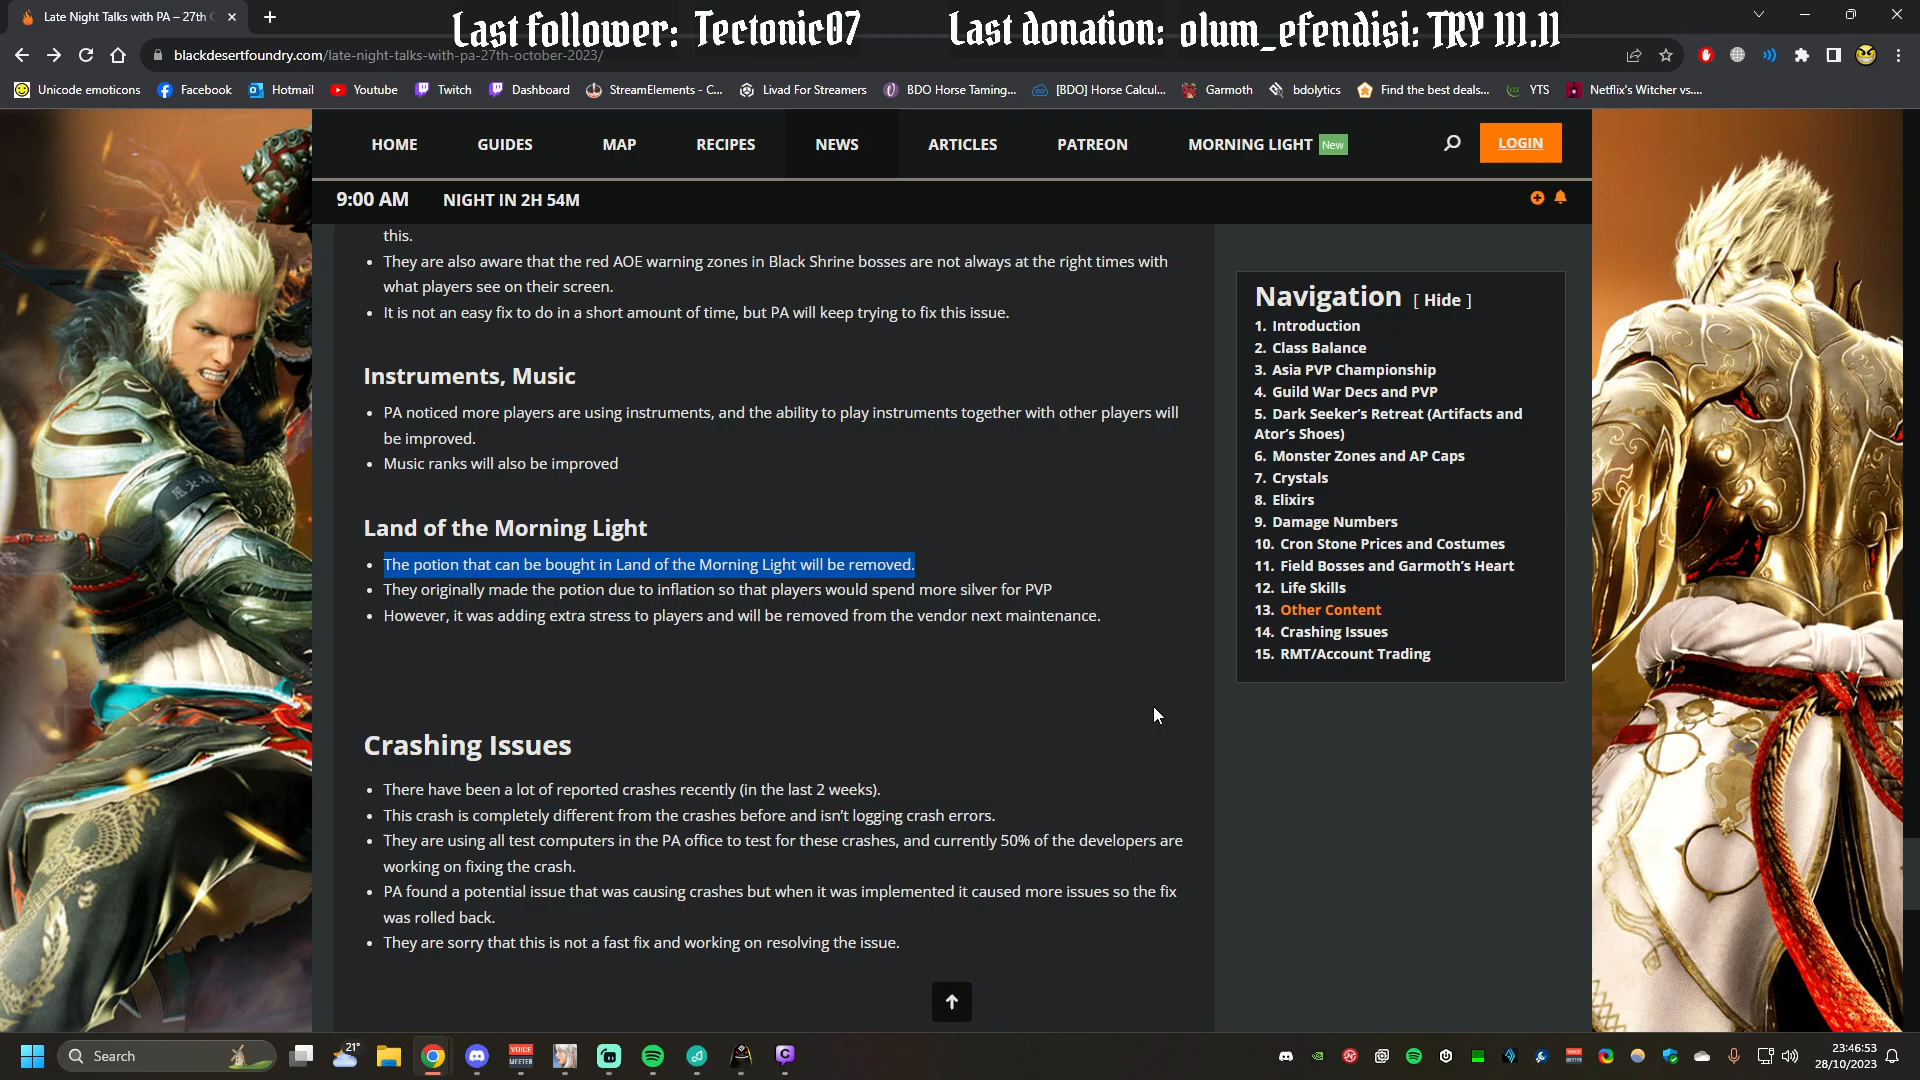 Late Night Talks with PA – 27th
Last follower: Tectonic07
Last donation: olum_efendisi: TRY 111.11
blackdesertfoundry.com/late-night-talks-with-pa-27th-october-2023/
Unicode emoticons
Facebook
Hotmail
Youtube
Twitch
Dashboard
StreamElements - C...
Livad For Streamers
BDO Horse Taming...
[BDO] Horse Calcul...
Garmoth
bdolytics
Find the best deals...
YTS
Netflix's Witcher vs....
HOME
GUIDES
MAP
RECIPES
NEWS
ARTICLES
PATREON
MORNING LIGHT New
LOGIN
9:00 AM
NIGHT IN 2H 54M
this.
• They are also aware that the red AOE warning zones in Black Shrine bosses are not always at the right times with
what players see on their screen.
• It is not an easy fix to do in a short amount of time, but PA will keep trying to fix this issue.
Instruments, Music
• PA noticed more players are using instruments, and the ability to play instruments together with other players will
be improved.
• Music ranks will also be improved
Land of the Morning Light
• The potion that can be bought in Land of the Morning Light will be removed.
• They originally made the potion due to inflation so that players would spend more silver for PVP
• However, it was adding extra stress to players and will be removed from the vendor next maintenance.
Crashing Issues
• There have been a lot of reported crashes recently (in the last 2 weeks).
• This crash is completely different from the crashes before and isn't logging crash errors.
• They are using all test computers in the PA office to test for these crashes, and currently 50% of the developers are
working on fixing the crash.
• PA found a potential issue that was causing crashes but when it was implemented it caused more issues so the fix
was rolled back.
• They are sorry that this is not a fast fix and working on resolving the issue.
Navigation [ Hide ]
1. Introduction
2. Class Balance
3. Asia PVP Championship
4. Guild War Decs and PVP
5. Dark Seeker's Retreat (Artifacts and
Ator's Shoes)
6. Monster Zones and AP Caps
7. Crystals
8. Elixirs
9. Damage Numbers
10. Cron Stone Prices and Costumes
11. Field Bosses and Garmoth's Heart
12. Life Skills
13. Other Content
14. Crashing Issues
15. RMT/Account Trading
Search
21°
VOICE
MEETER
23:46:53
28/10/2023